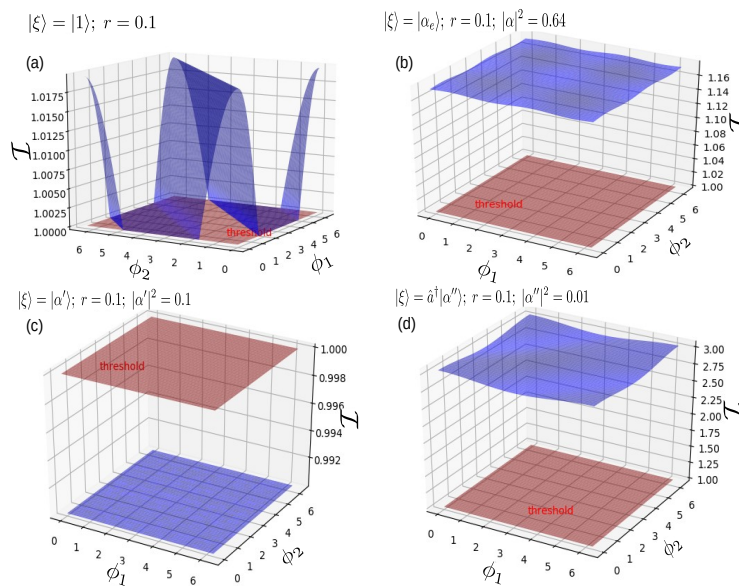 |ξ⟩ = |1⟩; r = 0.1
(a)
1.0175
1.0150
1.0125
1.0100
1.0075
1.0050
1.0025
1.0000
ℐ
threshold
6 5 4 3 2 1 0
ϕ₂
0 1 2 3 4 5 6
ϕ₁
|ξ⟩ = |αₑ⟩; r = 0.1; |α|² = 0.64
(b)
1.16
1.14
1.12
1.10
1.08
1.06
1.04
1.02
1.00
threshold
0 1 2 3 4 5 6
ϕ₁
0 1 2 3 4 5 6
ϕ₂
|ξ⟩ = |α′⟩; r = 0.1; |α′|² = 0.1
(c)
threshold
1.000
0.998
0.996
0.994
0.992
ℐ
0 1 2 3 4 5 6
ϕ₁
0 1 2 3 4 5 6
ϕ₂
|ξ⟩ = â†|α″⟩; r = 0.1; |α″|² = 0.01
(d)
3.00
2.75
2.50
2.25
2.00
1.75
1.50
1.25
1.00
threshold
0 1 2 3 4 5 6
ϕ₁
0 1 2 3 4 5 6
ϕ₂